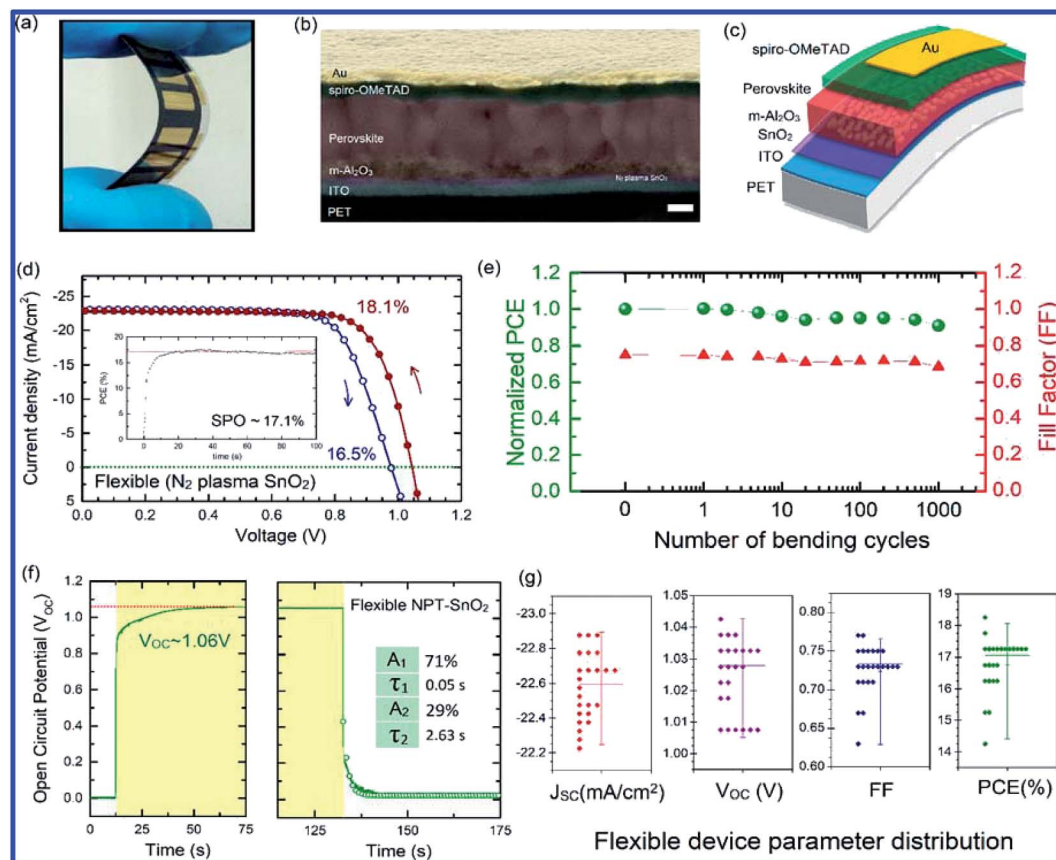 (a)
(b)
Au
spiro-OMeTAD
Perovskite
m-Al₂O₃
N₂ plasma SnO₂
ITO
PET
(c)
spiro-OMeTAD
Au
Perovskite
m-Al₂O₃
SnO₂
ITO
PET
(d)
Current density (mA/cm²)
-25
-20
-15
-10
-5
0
5
18.1%
16.5%
PCE (%)
20
15
10
5
0
SPO ~ 17.1%
0 20 40 60 80 100
time (s)
Flexible (N₂ plasma SnO₂)
0.0 0.2 0.4 0.6 0.8 1.0 1.2
Voltage (V)
(e)
Normalized PCE
1.2
1.0
0.8
0.6
0.4
0.2
0.0
Fill Factor (FF)
1.2
1.0
0.8
0.6
0.4
0.2
0.0
0 1 10 100 1000
Number of bending cycles
(f)
Open Circuit Potential (V_OC)
1.2
1.0
0.8
0.6
0.4
0.2
0.0
V_OC~1.06V
0 25 50 75
Time (s)
Flexible NPT-SnO₂
A₁ 71%
τ₁ 0.05 s
A₂ 29%
τ₂ 2.63 s
125 150 175
Time (s)
(g)
-23.0
-22.8
-22.6
-22.4
-22.2
J_SC(mA/cm²)
1.05
1.04
1.03
1.02
1.01
1.00
V_OC (V)
0.80
0.75
0.70
0.65
0.60
FF
19
18
17
16
15
14
13
PCE(%)
Flexible device parameter distribution